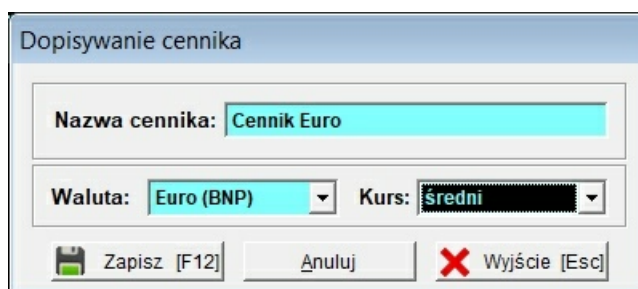 Dopisywanie cennika
Nazwa cennika: Cennik Euro
Waluta: Euro (BNP) Kurs: średni
Zapisz [F12] Anuluj Wyjście [Esc]